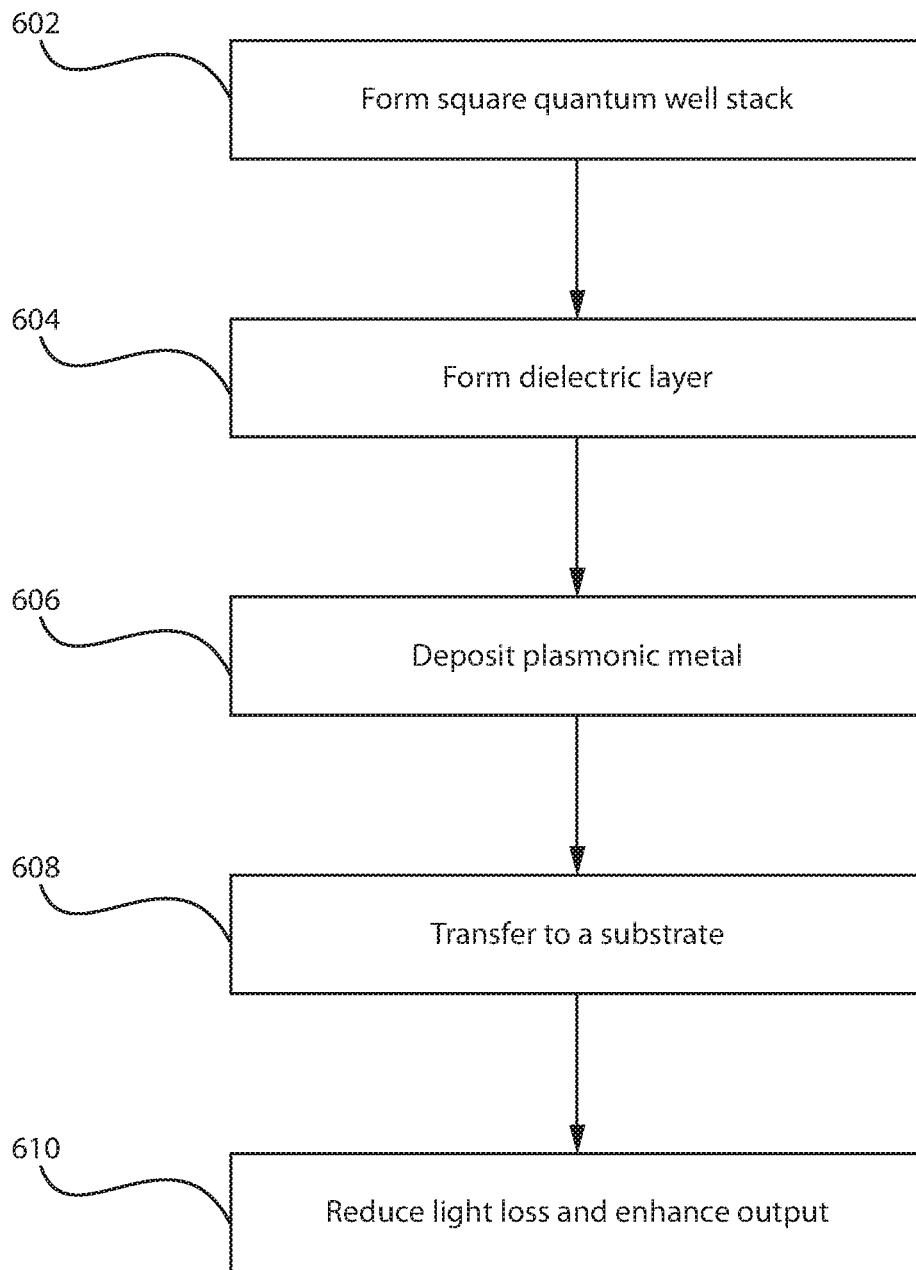 602
Form square quantum well stack
604
Form dielectric layer
606
Deposit plasmonic metal
608
Transfer to a substrate
610
Reduce light loss and enhance output